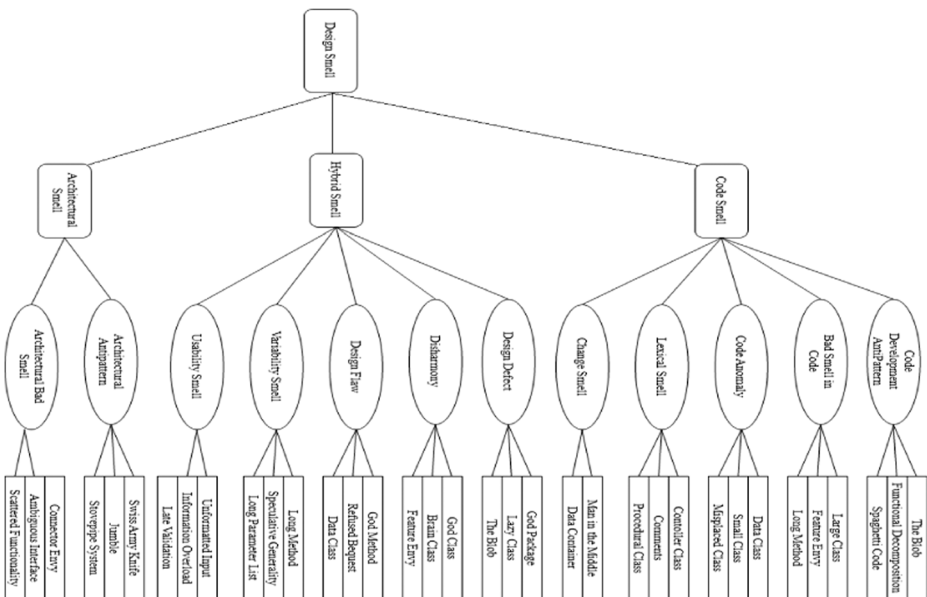 Design Smell
Architectural
Smell
Hybrid Smell
Code Smell
Architectural Bad
Smell
Architectural
Antipattern
Usability Smell
Variability Smell
Design Flaw
Disharmony
Design Defect
Change Smell
Lexical Smell
Code Anomaly
Bad Smell in
Code
Code
Development
AntiPattern
Connector Envy
Ambiguous Interface
Scattered Functionality
Swiss Army Knife
Jumble
Stovepipe System
Unformatted Input
Information Overload
Late Validation
Long Method
Speculative Generality
Long Parameter List
God Method
Refused Bequest
Data Class
God Class
Brain Class
Feature Envy
God Package
Lazy Class
The Blob
Man in the Middle
Data Container
Contoller Class
Comments
Procedural Class
Data Class
Small Class
Misplaced Class
Large Class
Feature Envy
Long Method
The Blob
Functional Decomposition
Spaghetti Code